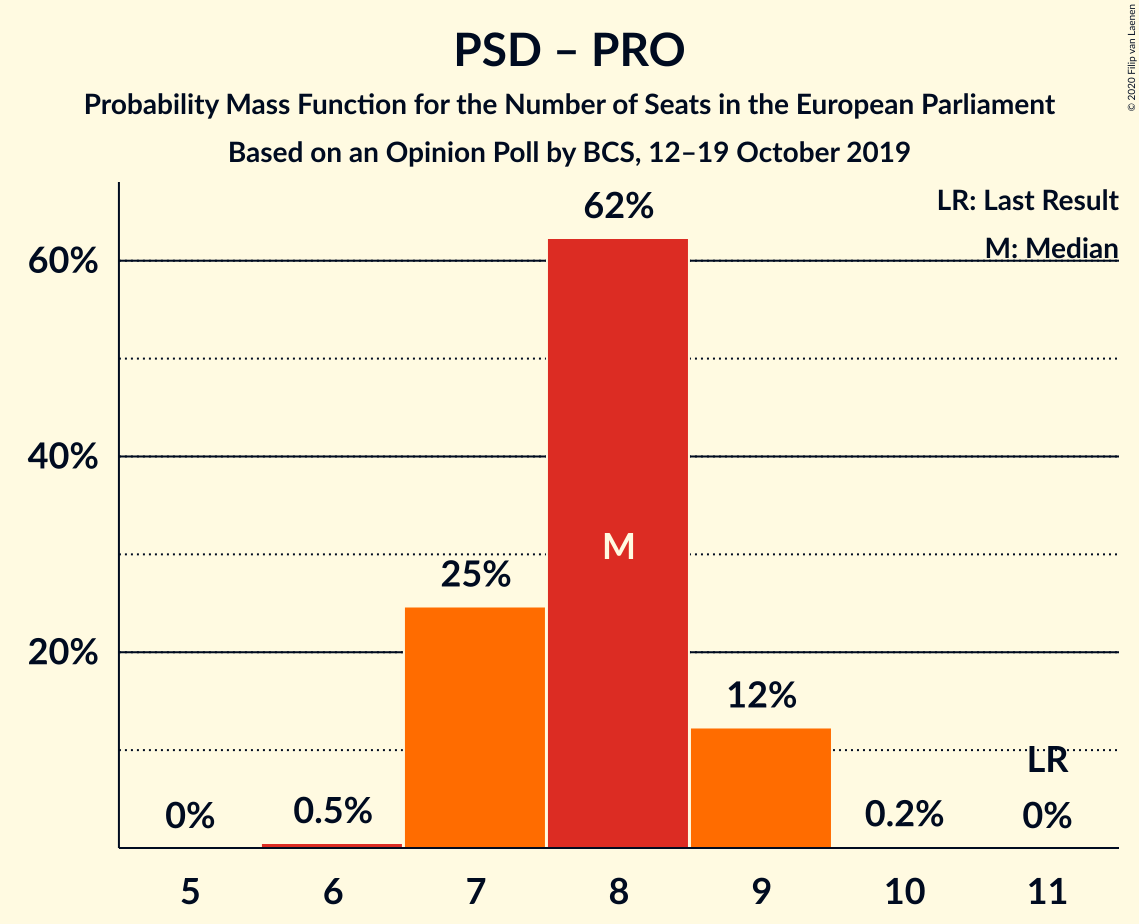 PSD – PRO
Probability Mass Function for the Number of Seats in the European Parliament
Based on an Opinion Poll by BCS, 12–19 October 2019
© 2020 Filip van Laenen
LR: Last Result
M: Median
62%
60%
40%
M
25%
20%
12%
LR
0%
0.5%
0.2%
0%
5 6 7 8 9 10 11